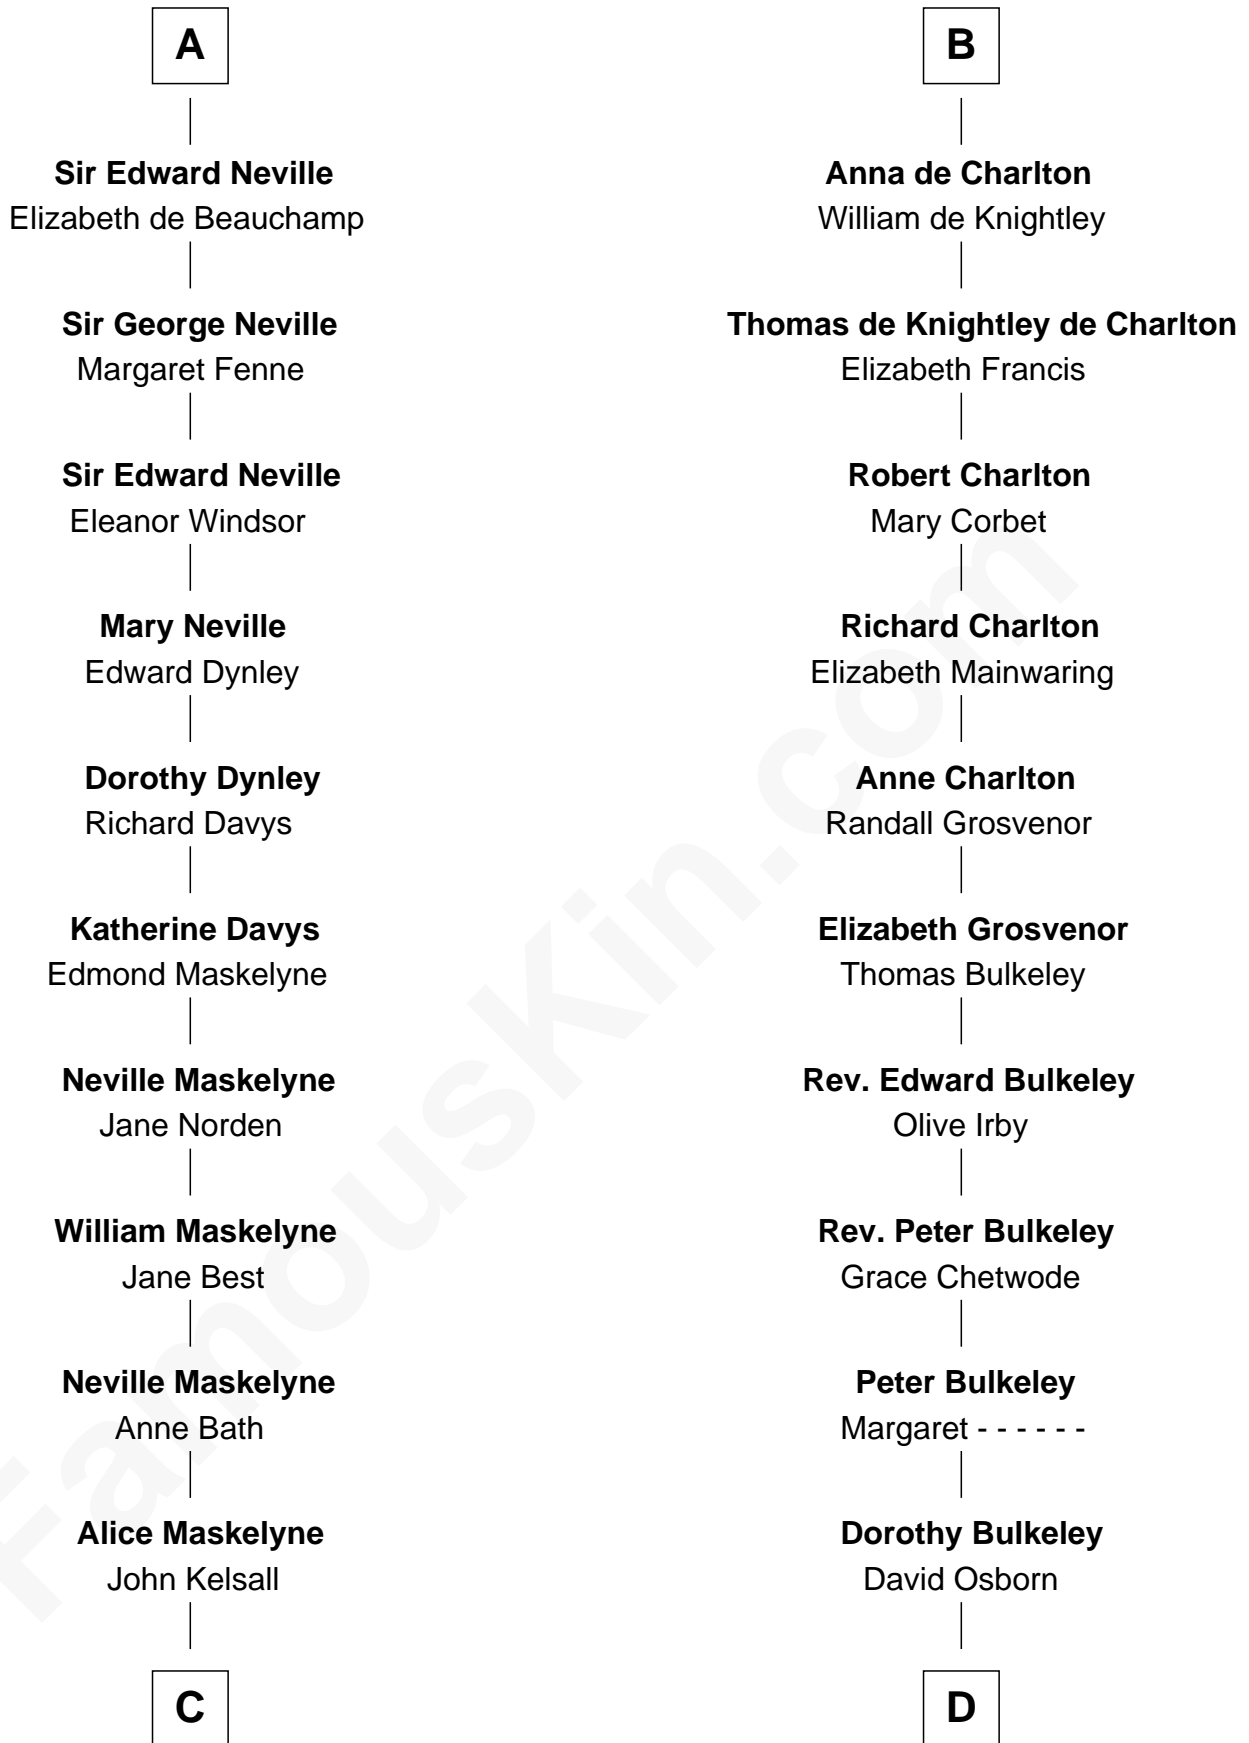 A
Sir Edward Neville
Elizabeth de Beauchamp
Sir George Neville
Margaret Fenne
Sir Edward Neville
Eleanor Windsor
Mary Neville
Edward Dynley
Dorothy Dynley
Richard Davys
Katherine Davys
Edmond Maskelyne
Neville Maskelyne
Jane Norden
William Maskelyne
Jane Best
Neville Maskelyne
Anne Bath
Alice Maskelyne
John Kelsall
C
B
Anna de Charlton
William de Knightley
Thomas de Knightley de Charlton
Elizabeth Francis
Robert Charlton
Mary Corbet
Richard Charlton
Elizabeth Mainwaring
Anne Charlton
Randall Grosvenor
Elizabeth Grosvenor
Thomas Bulkeley
Rev. Edward Bulkeley
Olive Irby
Rev. Peter Bulkeley
Grace Chetwode
Peter Bulkeley
Margaret - - - - - -
Dorothy Bulkeley
David Osborn
D
FamousKin.com